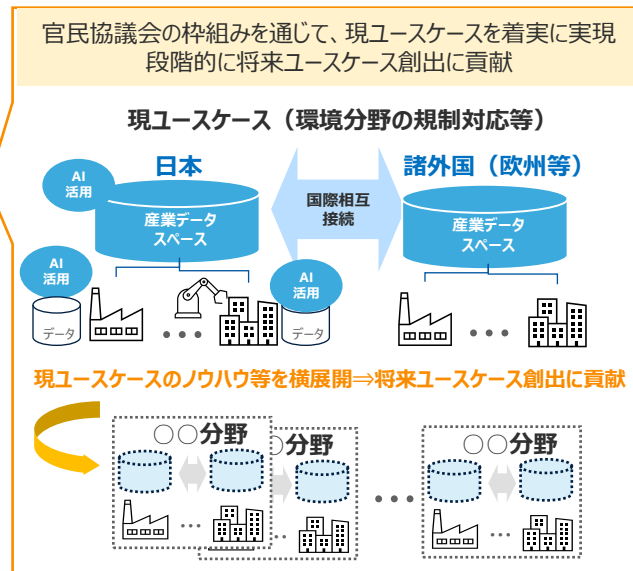 官民協議会の枠組みを通じて、現ユースケースを着実に実現
段階的に将来ユースケース創出に貢献
現ユースケース（環境分野の規制対応等）
AI
活用
日本
諸外国（欧州等）
産業データ
スペース
国際相互
接続
産業データ
スペース
AI
活用
データ
•••
AI
活用
データ
•••
現ユースケースのノウハウ等を横展開⇒将来ユースケース創出に貢献
○○分野
○分野
○○分野
...
...
•••
...